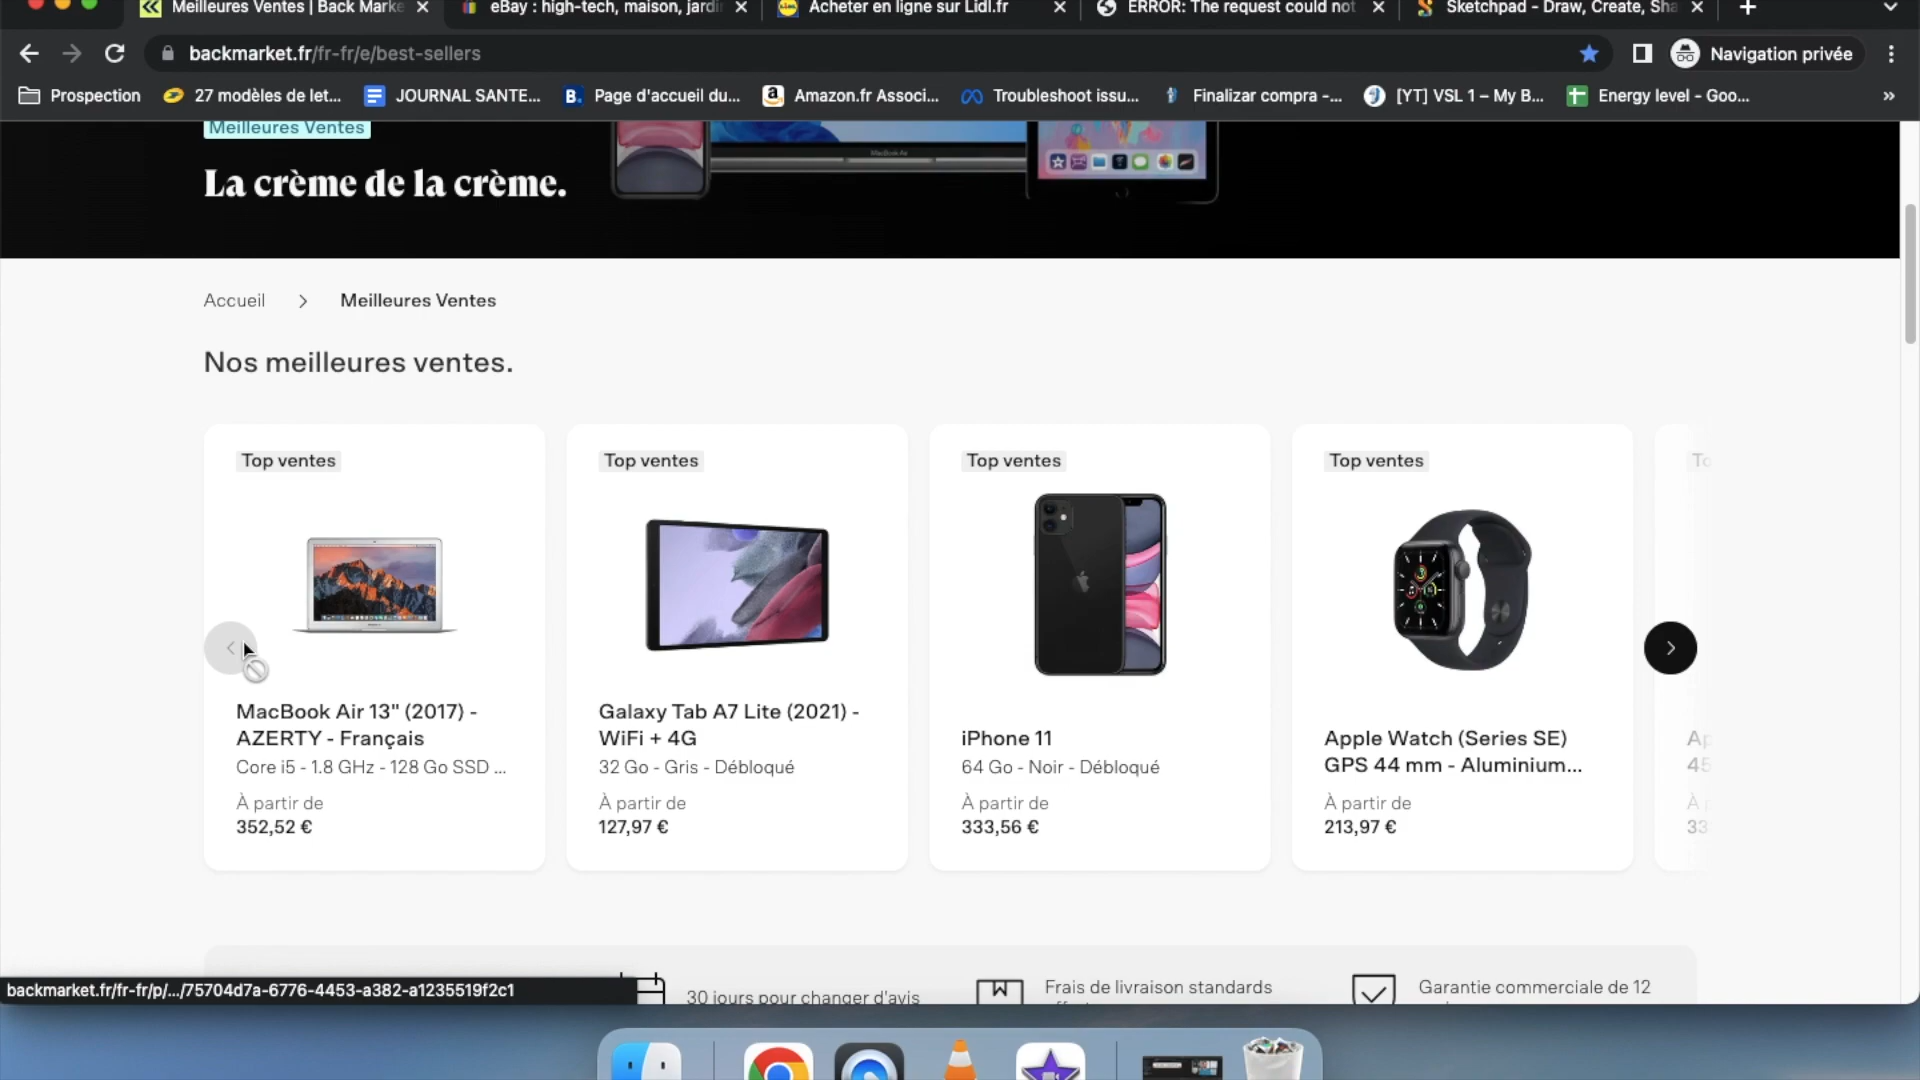 Meilleures Ventes | Back Marke
eBay : high-tech, maison, jardi
Acheter en ligne sur Lidl.fr
ERROR: The request could not
Sketchpad - Draw, Create, Sha
backmarket.fr/fr-fr/e/best-sellers
Navigation privée
Prospection
27 modèles de let...
JOURNAL SANTE...
Page d'accueil du...
Amazon.fr Associ...
Troubleshoot issu...
Finalizar compra -...
[YT] VSL 1 – My B...
Energy level - Goo...
Meilleures Ventes
La crème de la crème.
Accueil
Meilleures Ventes
Nos meilleures ventes.
Top ventes
MacBook Air 13" (2017) -
AZERTY - Français
Core i5 - 1.8 GHz - 128 Go SSD ...
À partir de
352,52 €
Top ventes
Galaxy Tab A7 Lite (2021) -
WiFi + 4G
32 Go - Gris - Débloqué
À partir de
127,97 €
Top ventes
iPhone 11
64 Go - Noir - Débloqué
À partir de
333,56 €
Top ventes
Apple Watch (Series SE)
GPS 44 mm - Aluminium...
À partir de
213,97 €
To
Ap
45
À
33
30 jours pour changer d'avis
Frais de livraison standards
Garantie commerciale de 12
backmarket.fr/fr-fr/p/.../75704d7a-6776-4453-a382-a1235519f2c1